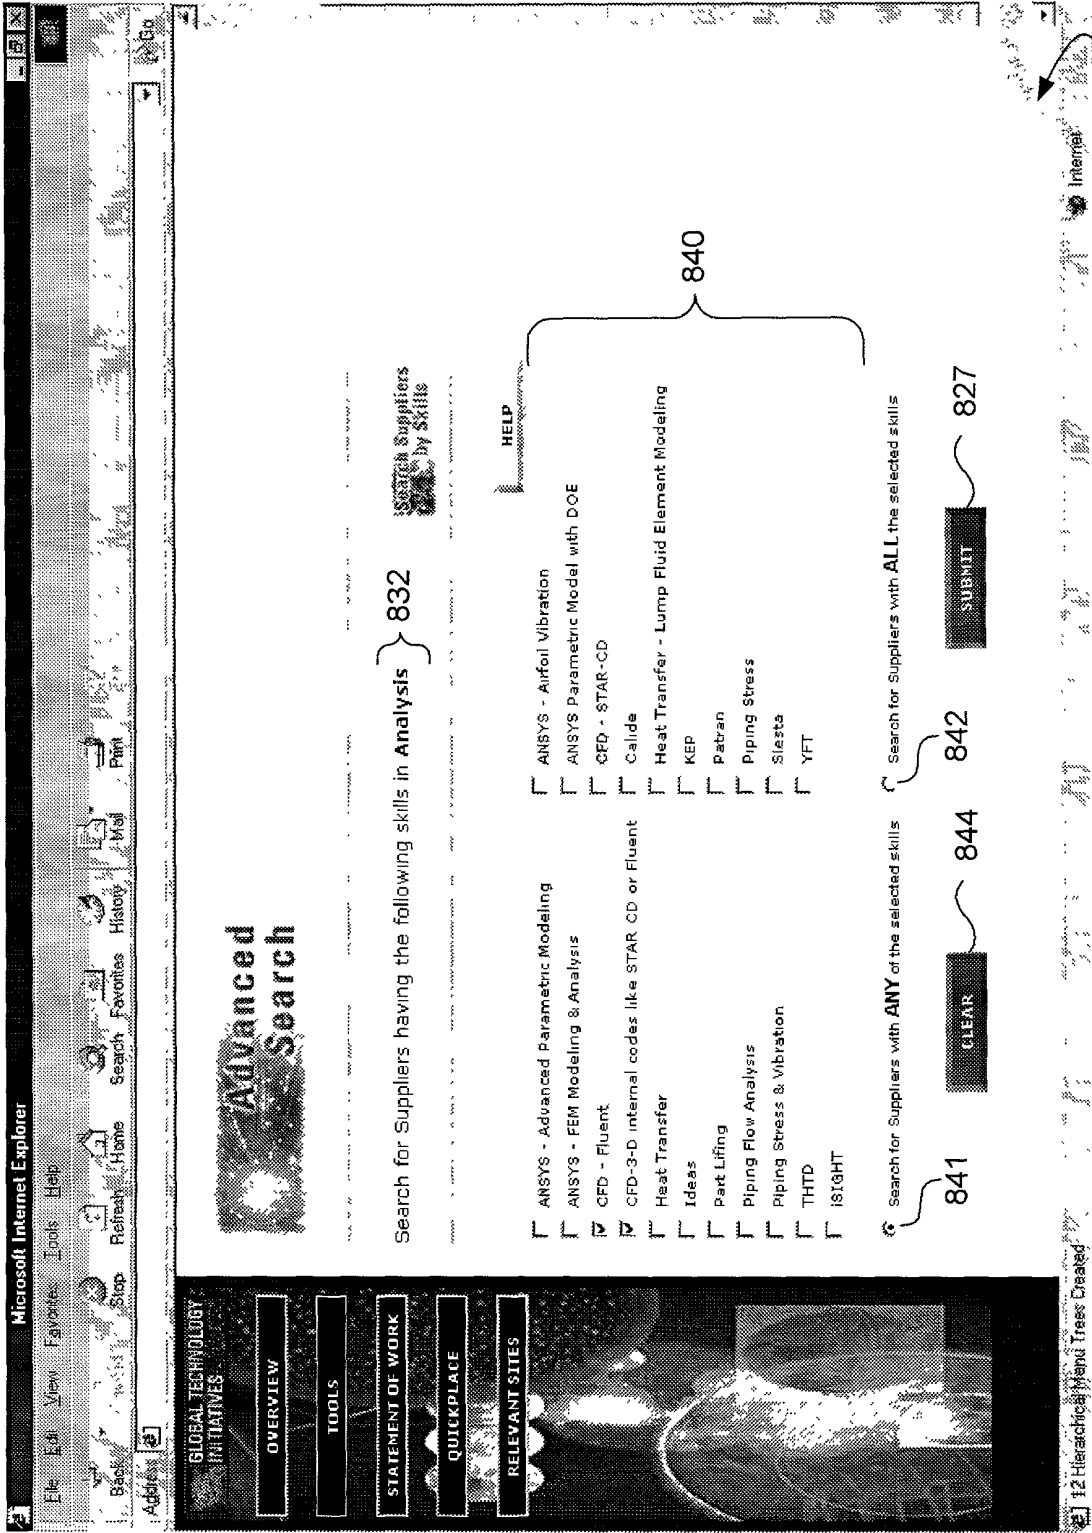 Microsoft Internet Explorer
File Edit View Favorites Tools Help
Back Stop Refresh Home Search Favorites History Mail Print
Address Go
GLOBAL TECHNOLOGY
INITIATIVES
OVERVIEW
TOOLS
STATEMENT OF WORK
QUICKPLACE
RELEVANT SITES
Advanced
Search
Search for Suppliers having the following skills in Analysis
832
Search Suppliers
by Skills
HELP
ANSYS - Advanced Parametric Modeling
ANSYS - FEM Modeling & Analysis
CFD - Fluent
CFD-3-D internal codes like STAR CD or Fluent
Heat Transfer
Ideas
Part Lifing
Piping Flow Analysis
Piping Stress & Vibration
THTD
iSIGHT
ANSYS - Airfoil Vibration
ANSYS Parametric Model with DOE
CFD - STAR-CD
Calide
Heat Transfer - Lump Fluid Element Modeling
KEP
Patran
Piping Stress
Siesta
YFT
840
Search for Suppliers with ANY of the selected skills
Search for Suppliers with ALL the selected skills
841
842
CLEAR
844
SUBMIT
827
12 Hierarchical Menu Trees Created
Internet